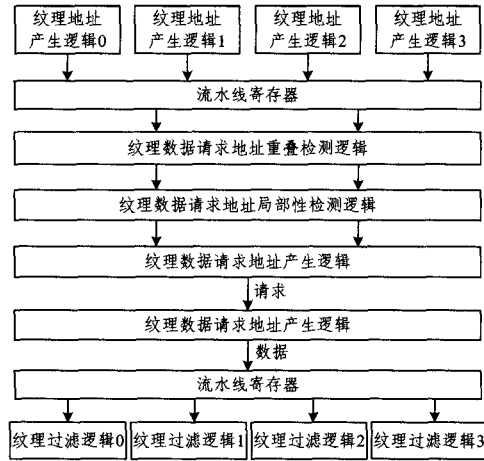 纹理地址
产生逻辑0
纹理地址
产生逻辑1
纹理地址
产生逻辑2
纹理地址
产生逻辑3
流水线寄存器
纹理数据请求地址重叠检测逻辑
纹理数据请求地址局部性检测逻辑
纹理数据请求地址产生逻辑
请求
纹理数据请求地址产生逻辑
数据
流水线寄存器
纹理过滤逻辑0
纹理过滤逻辑1
纹理过滤逻辑2
纹理过滤逻辑3